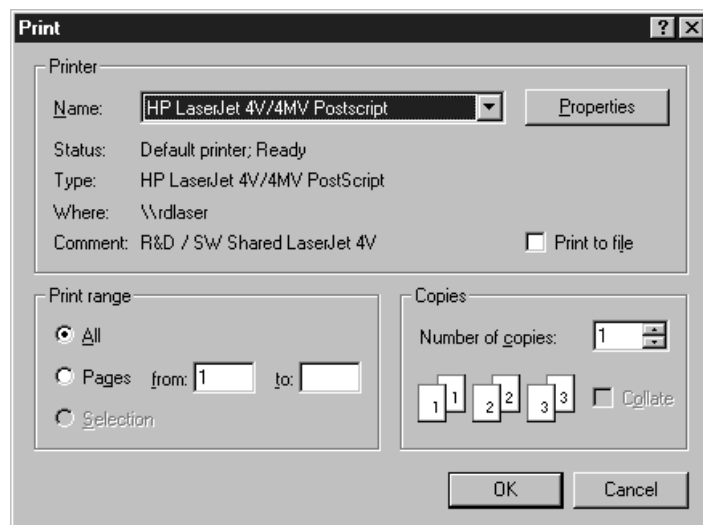 Print
Printer
Name: HP LaserJet 4V/4MV Postscript Properties
Status: Default printer; Ready
Type: HP LaserJet 4V/4MV PostScript
Where: \\rdlaser
Comment: R&D / SW Shared LaserJet 4V Print to file
Print range
All
Pages from: 1 to:
Selection
Copies
Number of copies: 1
1 1 2 2 3 3 Collate
OK Cancel